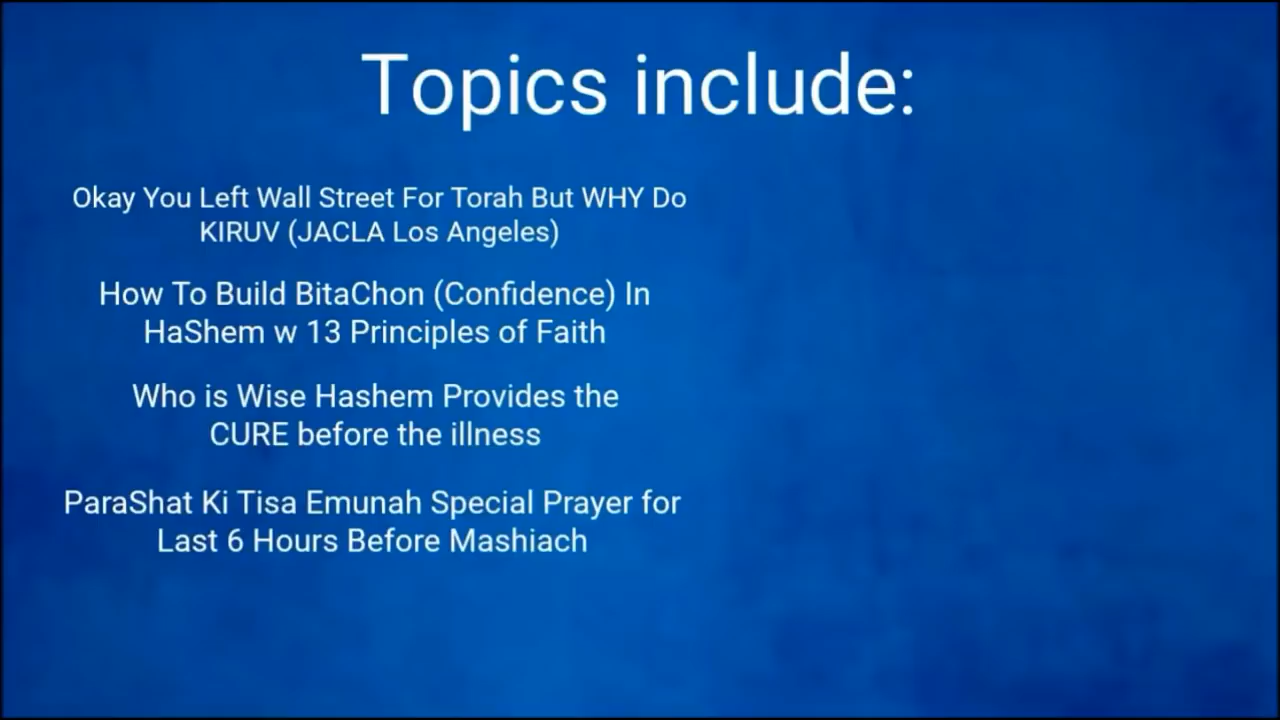 Topics include:
Okay You Left Wall Street For Torah But WHY Do
KIRUV (JACLA Los Angeles)
How To Build BitaChon (Confidence) In
HaShem w 13 Principles of Faith
Who is Wise Hashem Provides the
CURE before the illness
ParaShat Ki Tisa Emunah Special Prayer for
Last 6 Hours Before Mashiach